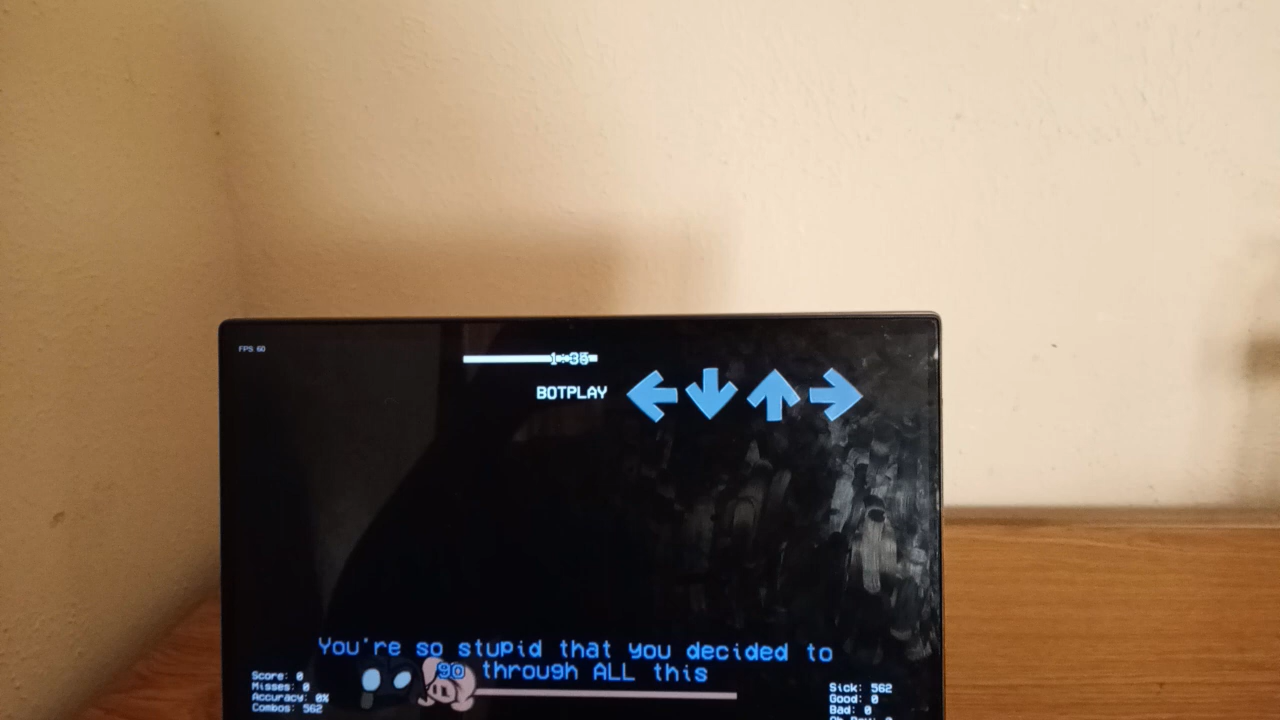 FPS 60
BOTPLAY
You're so stupid that you decided to
go through ALL this
Score: 0
Misses: 0
Accuracy: 0%
Combos: 562
Sick: 562
Good: 0
Bad: 0